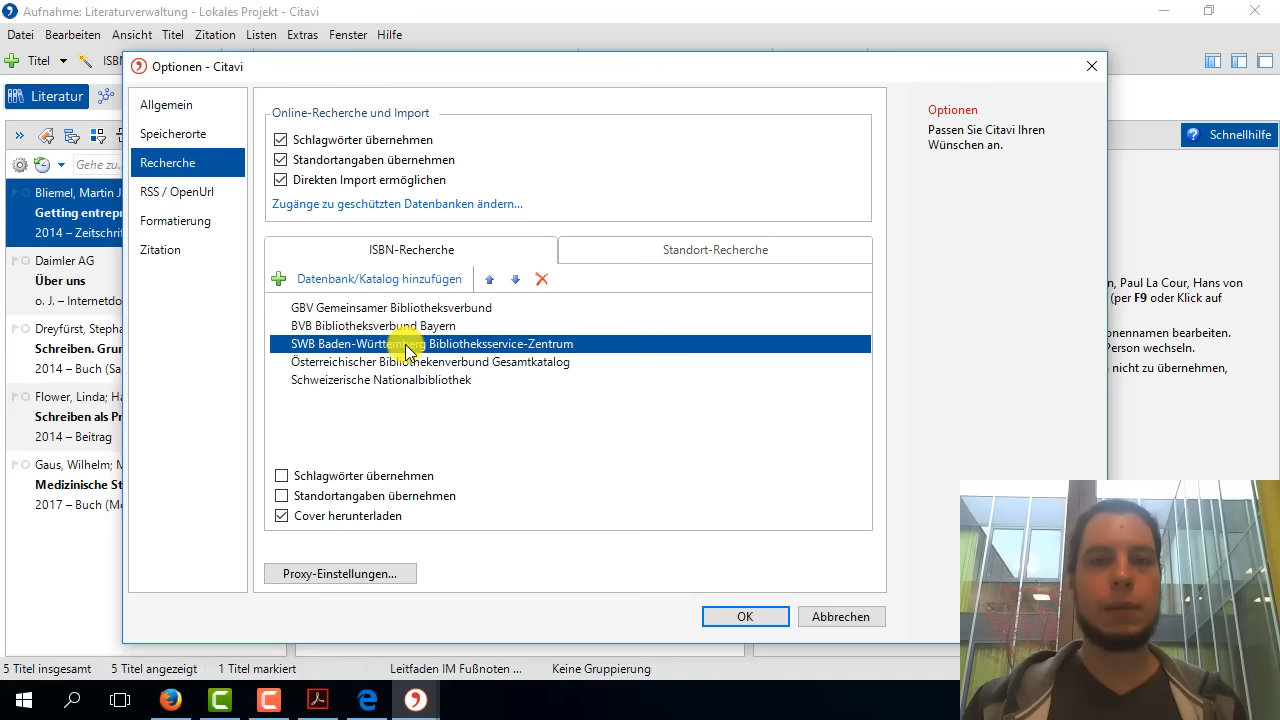 Aufnahme: Literaturverwaltung - Lokales Projekt - Citavi
Datei Bearbeiten Ansicht Titel Zitation Listen Extras Fenster Hilfe
Titel ISBN
Optionen - Citavi
Literatur
Schnellhilfe
Gehe zu...
Bliemel, Martin J
Getting entrepr
2014 – Zeitschrif
Daimler AG
Über uns
o. J. – Internetdo
Dreyfürst, Stepha
Schreiben. Grun
2014 – Buch (Sa
Flower, Linda; Ha
Schreiben als Pr
2014 – Beitrag
Gaus, Wilhelm; M
Medizinische St
2017 – Buch (Mo
Allgemein
Speicherorte
Recherche
RSS / OpenUrl
Formatierung
Zitation
Online-Recherche und Import
Schlagwörter übernehmen
Standortangaben übernehmen
Direkten Import ermöglichen
Zugänge zu geschützten Datenbanken ändern...
ISBN-Recherche Standort-Recherche
Datenbank/Katalog hinzufügen
GBV Gemeinsamer Bibliotheksverbund
BVB Bibliotheksverbund Bayern
SWB Baden-Württemberg Bibliotheksservice-Zentrum
Österreichischer Bibliothekenverbund Gesamtkatalog
Schweizerische Nationalbibliothek
Schlagwörter übernehmen
Standortangaben übernehmen
Cover herunterladen
Proxy-Einstellungen...
OK Abbrechen
Optionen
Passen Sie Citavi Ihren
Wünschen an.
, Paul La Cour, Hans von
(per F9 oder Klick auf
onennamen bearbeiten.
Person wechseln.
nicht zu übernehmen,
5 Titel insgesamt 5 Titel angezeigt 1 Titel markiert Leitfaden IM Fußnoten ... Keine Gruppierung